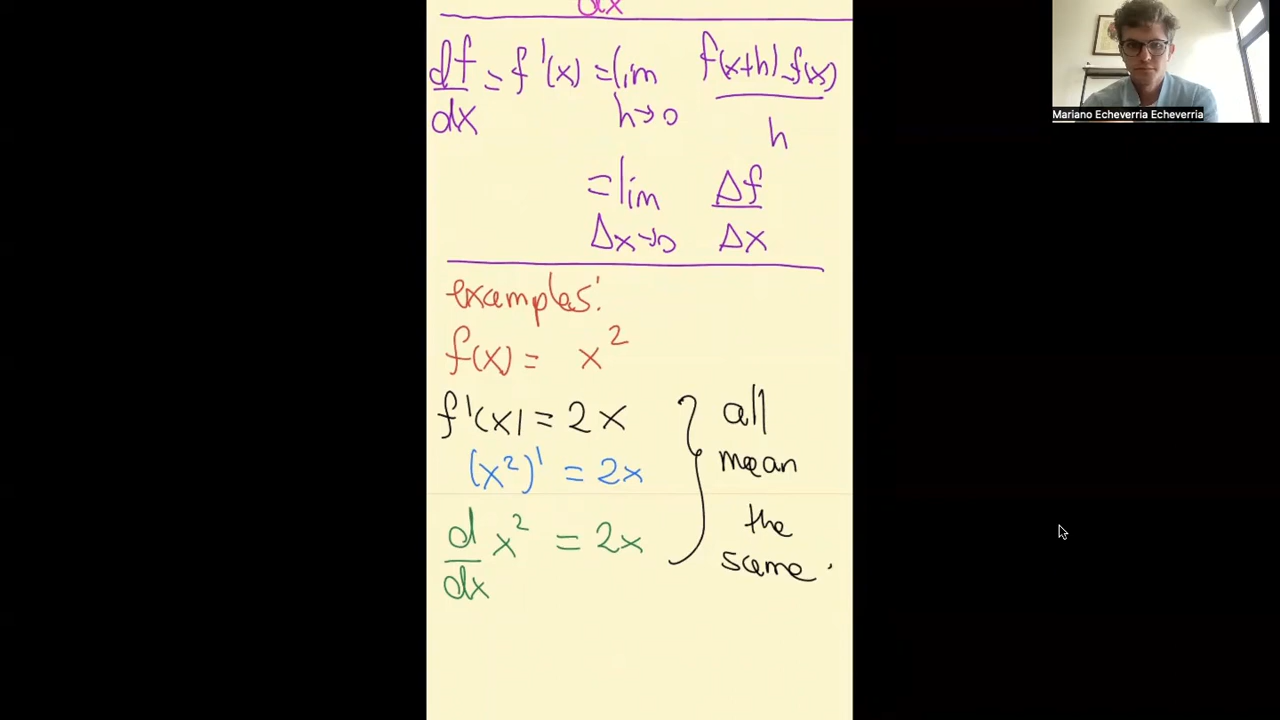 dx
df/dx = f'(x) = lim h→0 f(x+h)-f(x)/h
= lim Δx→0 Δf/Δx
examples:
f(x) = x²
f'(x) = 2x
(x²)' = 2x
d/dx x² = 2x
all
mean
the
same.
Mariano Echeverria Echeverria